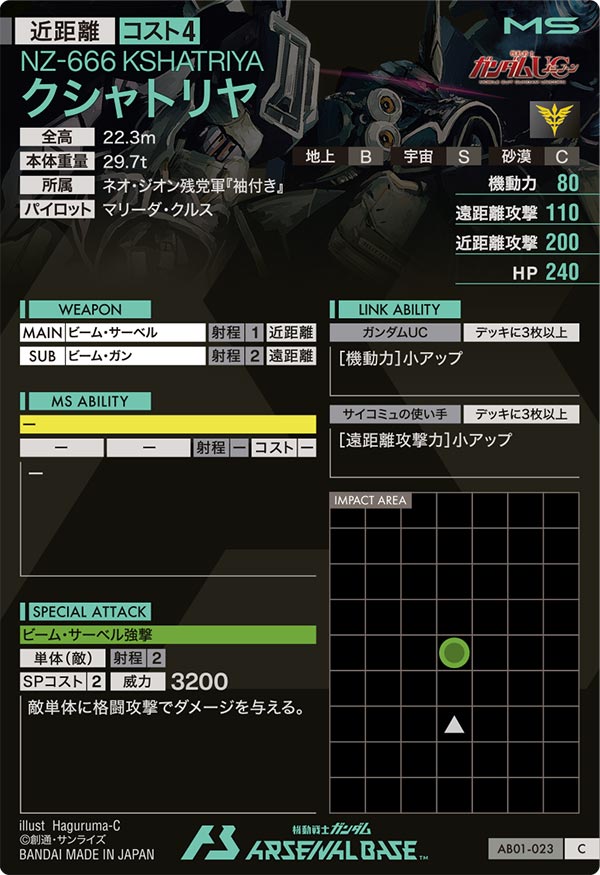 近距離 コスト4 MS
NZ-666 KSHATRIYA
クシャトリヤ
機動戦士 ガンダムUC ユニコーン
全高 22.3m
本体重量 29.7t
所属 ネオ・ジオン残党軍『袖付き』
パイロット マリーダ・クルス
地上 B 宇宙 S 砂漠 C
機動力 80
遠距離攻撃 110
近距離攻撃 200
HP 240
WEAPON
MAIN ビーム・サーベル 射程 1 近距離
SUB ビーム・ガン 射程 2 遠距離
MS ABILITY
—
— — 射程 — コスト —
—
SPECIAL ATTACK
ビーム・サーベル強撃
単体(敵) 射程 2
SPコスト 2 威力 3200
敵単体に格闘攻撃でダメージを与える。
LINK ABILITY
ガンダムUC デッキに3枚以上
[機動力]小アップ
サイコミュの使い手 デッキに3枚以上
[遠距離攻撃力]小アップ
IMPACT AREA
illust Haguruma-C
©創通・サンライズ
BANDAI MADE IN JAPAN
機動戦士ガンダム
AB ARSENAL BASE™
AB01-023 C